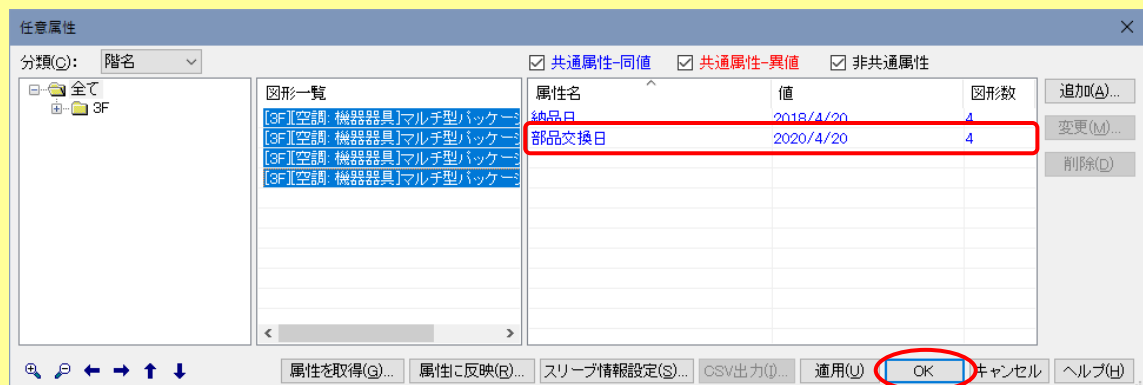 任意属性
分類(C): 階名
共通属性-同値 共通属性-異値 非共通属性
全て
3F
図形一覧
[3F][空調: 機器器具]マルチ型パッケージ
[3F][空調: 機器器具]マルチ型パッケージ
[3F][空調: 機器器具]マルチ型パッケージ
[3F][空調: 機器器具]マルチ型パッケージ
属性名 値 図形数
納品日 2018/4/20 4
部品交換日 2020/4/20 4
追加(A)...
変更(M)...
削除(D)
属性を取得(G)... 属性に反映(R)... スリーブ情報設定(S)... CSV出力(I)... 適用(U) OK キャンセル ヘルプ(H)